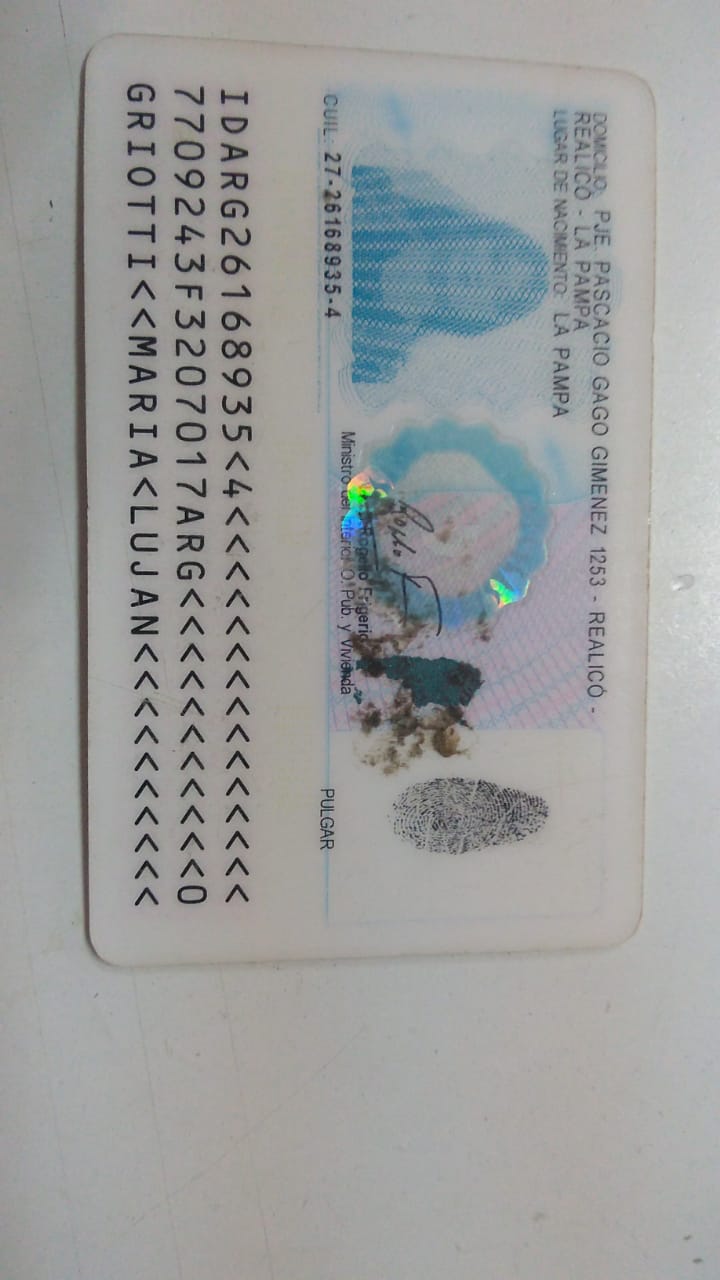 DOMICILIO: PJE. PASCACIO GAGO GIMENEZ 1253 - REALICÓ -
REALICÓ - LA PAMPA
LUGAR DE NACIMIENTO: LA PAMPA
Rogelio Frigerio
Ministro del Interior O. Pub. y Vivienda
CUIL: 27-26168935-4
PULGAR
IDARG26168935<4<<<<<<<<<<<<<<<
7709243F3207017ARG<<<<<<<<<<<0
GRIOTTI<<MARIA<LUJAN<<<<<<<<<<